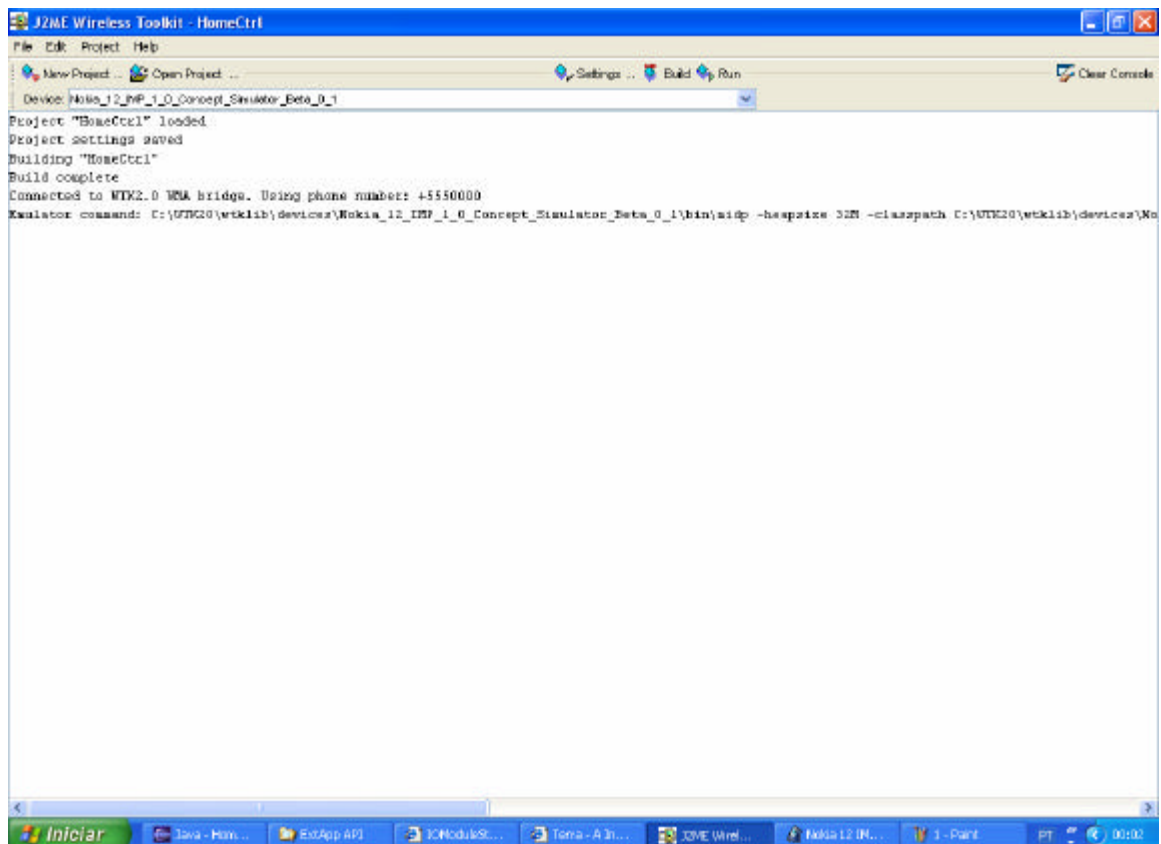 J2ME Wireless Toolkit - HomeCtrl
File Edit Project Help
New Project ... Open Project ... Settings ... Build Run Clear Console
Device: Nokia_12_IMP_1_0_Concept_Simulator_Beta_0_1
Project "HomeCtrl" loaded
Project settings saved
Building "HomeCtrl"
Build complete
Connected to WTK2.0 WMA bridge. Using phone number: +5550000
Emulator command: C:\WTK20\wtklib\devices\Nokia_12_IMP_1_0_Concept_Simulator_Beta_0_1\bin\midp -heapsize 32M -classpath C:\WTK20\wtklib\devices\No
Iniciar Java - Hom... ExtApp API IOModuleSt... Terra - A In... J2ME Wirel... Nokia 12 IM... 1 - Paint PT 00:02